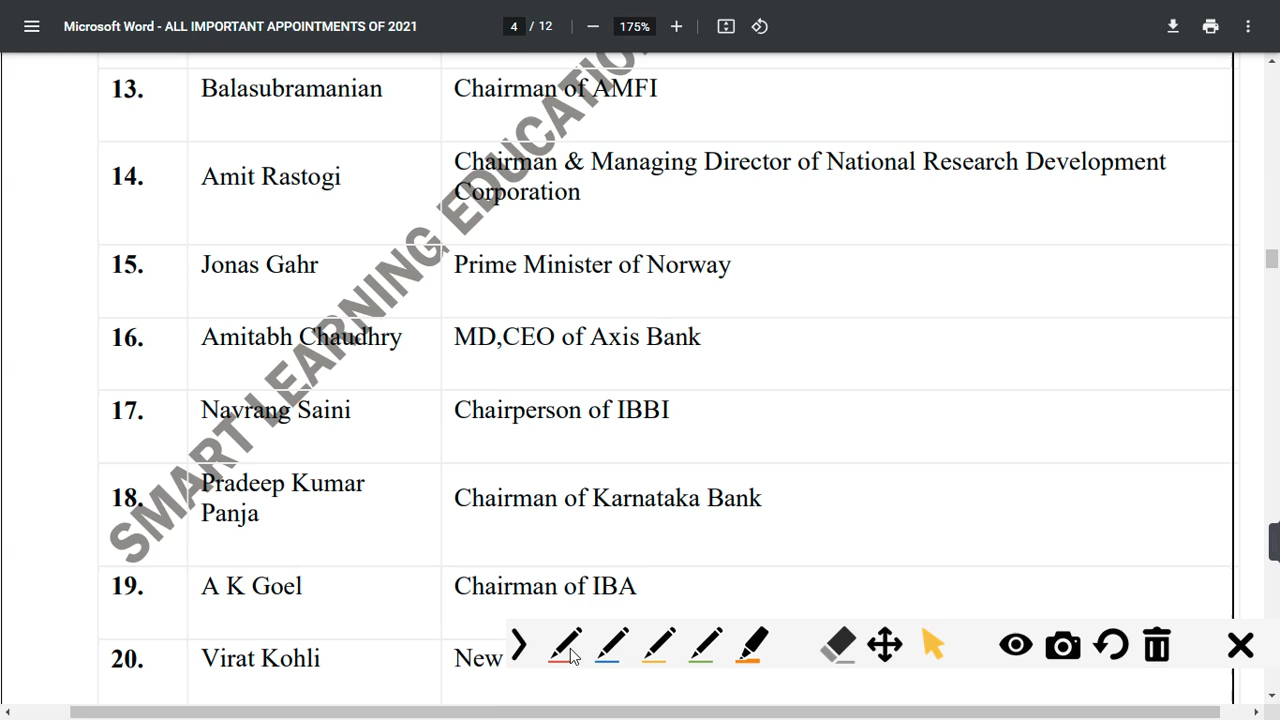 Microsoft Word - ALL IMPORTANT APPOINTMENTS OF 2021
4 / 12
175%
13. Balasubramanian Chairman of AMFI
14. Amit Rastogi Chairman & Managing Director of National Research Development
Corporation
15. Jonas Gahr Prime Minister of Norway
16. Amitabh Chaudhry MD,CEO of Axis Bank
17. Navrang Saini Chairperson of IBBI
18. Pradeep Kumar
Panja Chairman of Karnataka Bank
19. A K Goel Chairman of IBA
20. Virat Kohli New
SMART LEARNING EDUCATION